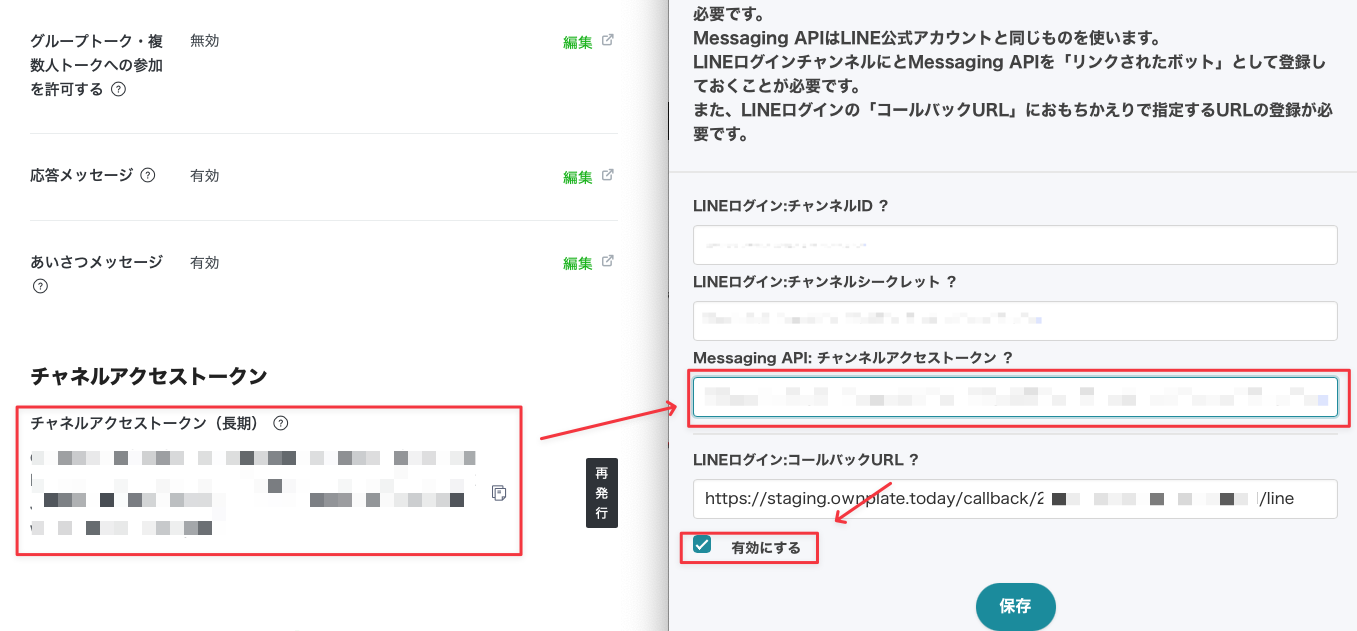 グループトーク・複
数人トークへの参加
を許可する ?
無効
編集
応答メッセージ ?
有効
編集
あいさつメッセージ
?
有効
編集
チャネルアクセストークン
チャネルアクセストークン（長期） ?
再
発
行
必要です。
Messaging APIはLINE公式アカウントと同じものを使います。
LINEログインチャンネルにとMessaging APIを「リンクされたボット」として登録し
ておくことが必要です。
また、LINEログインの「コールバックURL」におもちかえりで指定するURLの登録が必
要です。
LINEログイン:チャンネルID ？
LINEログイン:チャンネルシークレット ？
Messaging API: チャンネルアクセストークン ？
LINEログイン:コールバックURL ？
https://staging.ownplate.today/callback/2 /line
有効にする
保存